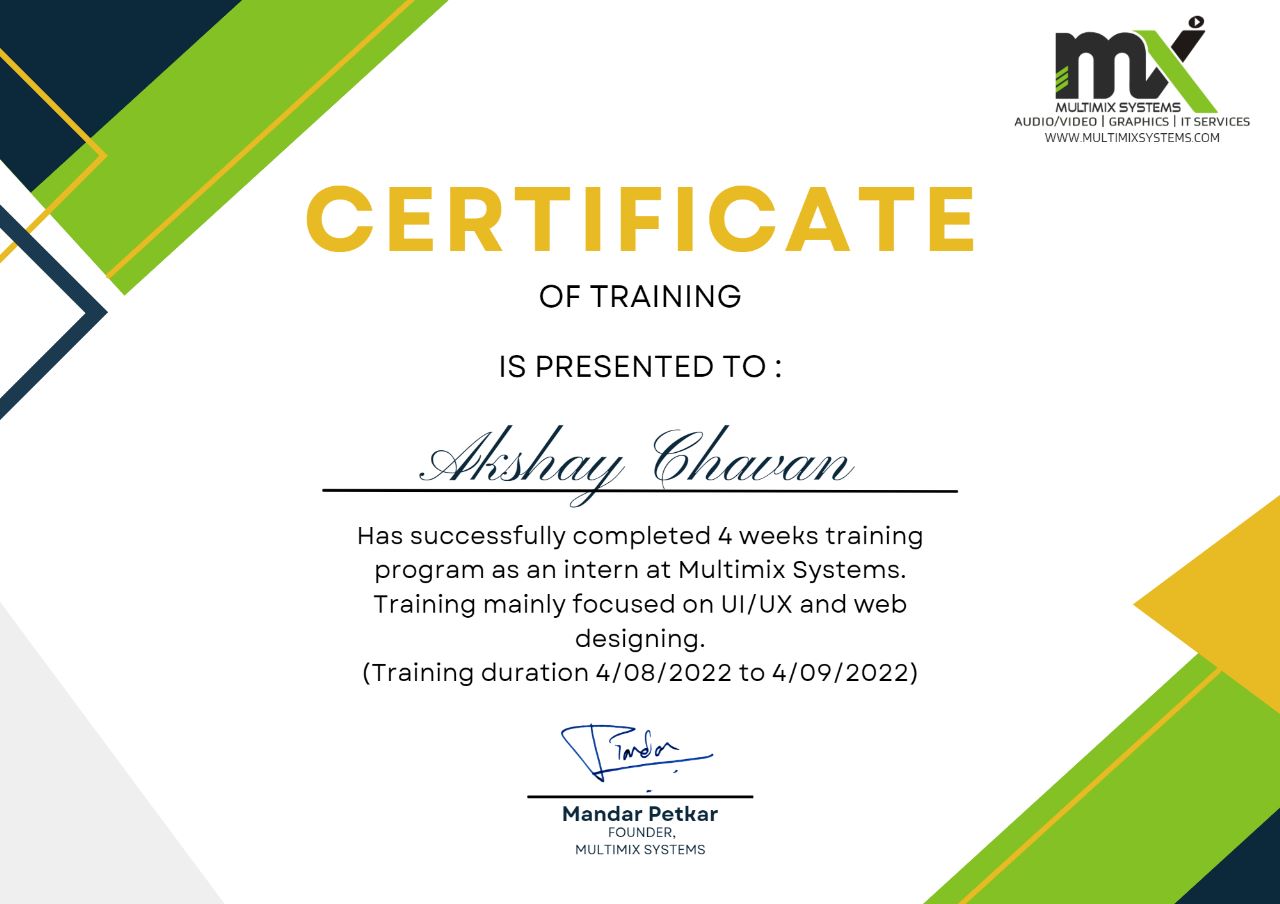 mx
MULTIMIX SYSTEMS
AUDIO/VIDEO | GRAPHICS | IT SERVICES
WWW.MULTIMIXSYSTEMS.COM
CERTIFICATE
OF TRAINING
IS PRESENTED TO :
Akshay Chavan
Has successfully completed 4 weeks training
program as an intern at Multimix Systems.
Training mainly focused on UI/UX and web
designing.
(Training duration 4/08/2022 to 4/09/2022)
Mandar Petkar
FOUNDER,
MULTIMIX SYSTEMS